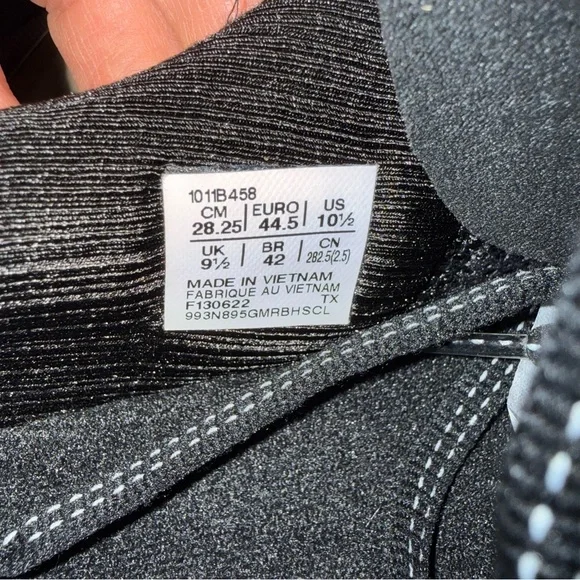 1011B458
CM EURO US
28.25 44.5 10½
UK BR CN
9½ 42 282.5(2.5)
MADE IN VIETNAM
FABRIQUE AU VIETNAM
F130622 TX
993N895GMRBHSCL